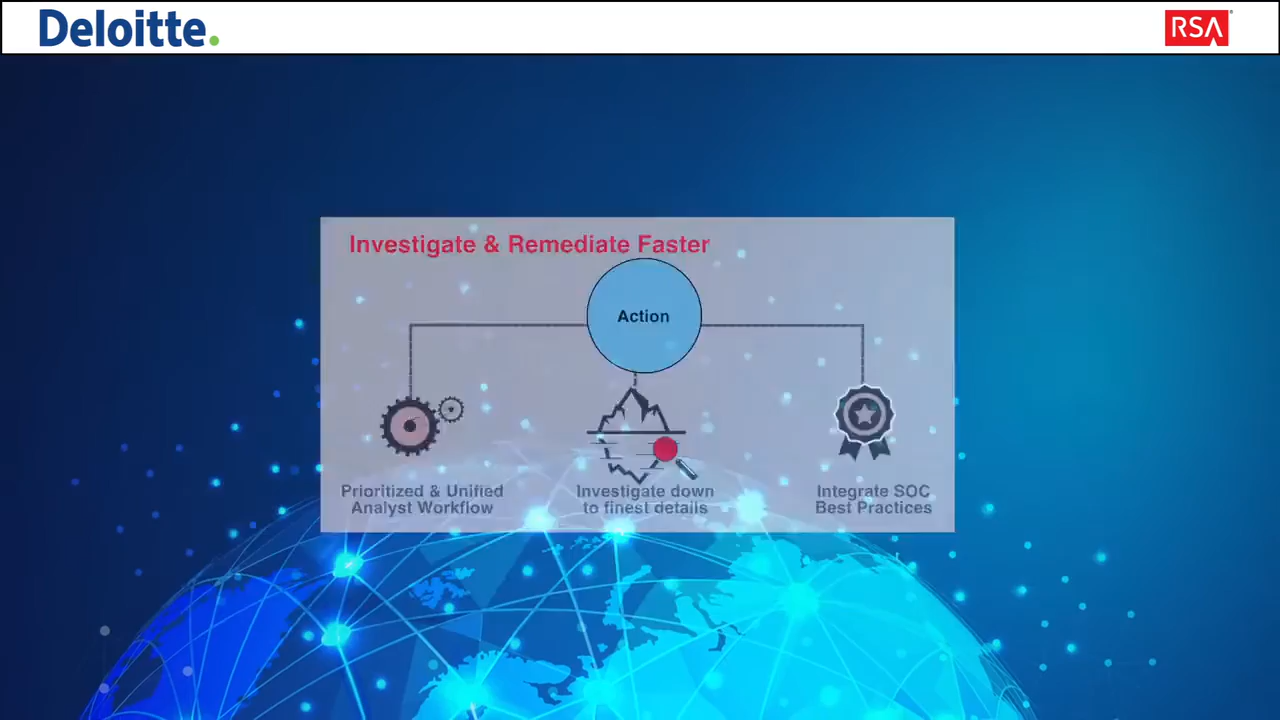 Deloitte.
RSA
Investigate & Remediate Faster
Action
Prioritized & Unified
Analyst Workflow
Investigate down
to finest details
Integrate SOC
Best Practices